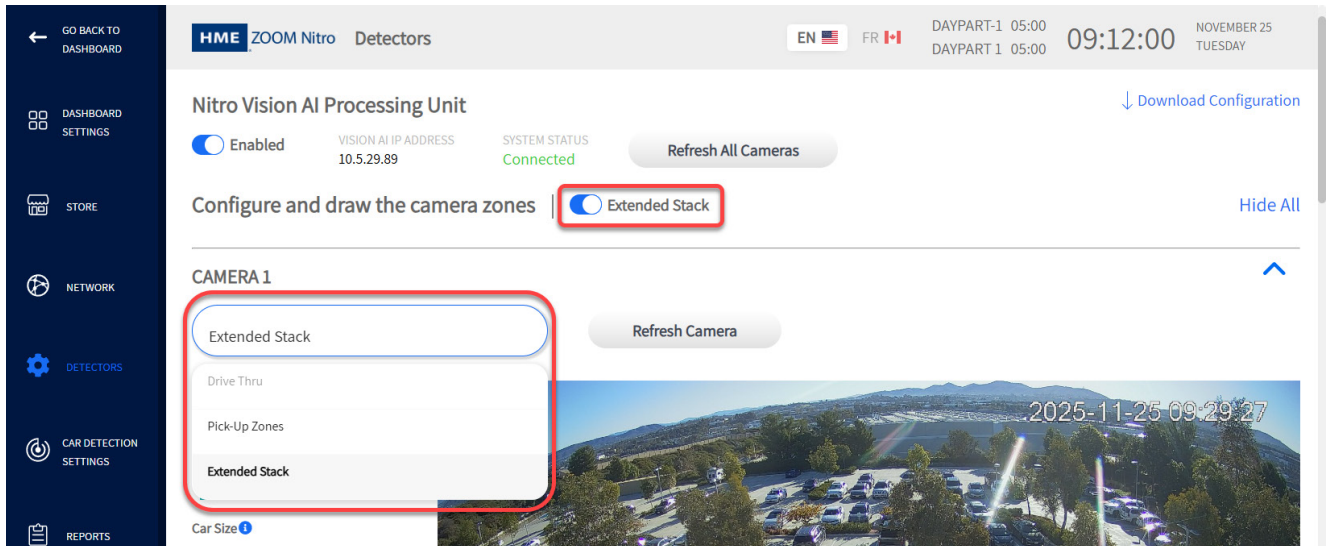 GO BACK TO
DASHBOARD
HME ZOOM Nitro Detectors
EN FR
DAYPART-1 05:00
DAYPART 1 05:00
09:12:00
NOVEMBER 25
TUESDAY
DASHBOARD
SETTINGS
STORE
NETWORK
DETECTORS
CAR DETECTION
SETTINGS
REPORTS
Nitro Vision AI Processing Unit
Download Configuration
Enabled
VISION AI IP ADDRESS
10.5.29.89
SYSTEM STATUS
Connected
Refresh All Cameras
Configure and draw the camera zones
Extended Stack
Hide All
CAMERA 1
Extended Stack
Refresh Camera
Drive Thru
Pick-Up Zones
Extended Stack
2025-11-25 09:29:27
Car Size